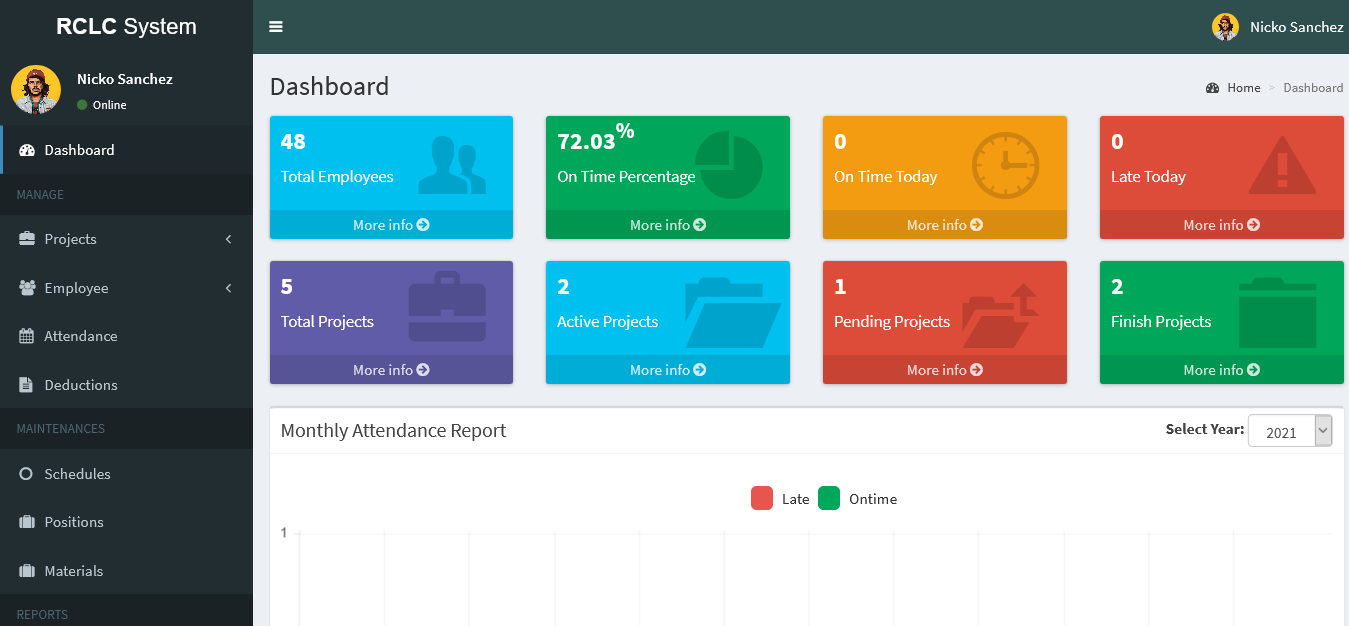 RCLC System
Nicko Sanchez
Nicko Sanchez
Online
Dashboard
MANAGE
Projects
Employee
Attendance
Deductions
MAINTENANCES
Schedules
Positions
Materials
REPORTS
Dashboard
Home > Dashboard
48
Total Employees
More info
72.03%
On Time Percentage
More info
0
On Time Today
More info
0
Late Today
More info
5
Total Projects
More info
2
Active Projects
More info
1
Pending Projects
More info
2
Finish Projects
More info
Monthly Attendance Report
Select Year: 2021
Late Ontime
1